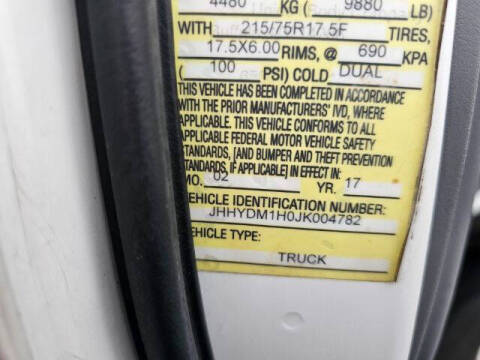 4480 KG ( 9880 LB)
WITH 215/75R17.5F TIRES,
17.5X6.00 RIMS, @ 690 KPA
( 100 PSI) COLD DUAL
THIS VEHICLE HAS BEEN COMPLETED IN ACCORDANCE
WITH THE PRIOR MANUFACTURERS' IVD, WHERE
APPLICABLE. THIS VEHICLE CONFORMS TO ALL
APPLICABLE FEDERAL MOTOR VEHICLE SAFETY
STANDARDS, [AND BUMPER AND THEFT PREVENTION
STANDARDS, IF APPLICABLE] IN EFFECT IN:
MO. 02 YR. 17
VEHICLE IDENTIFICATION NUMBER:
JHHYDM1H0JK004782
VEHICLE TYPE:
TRUCK